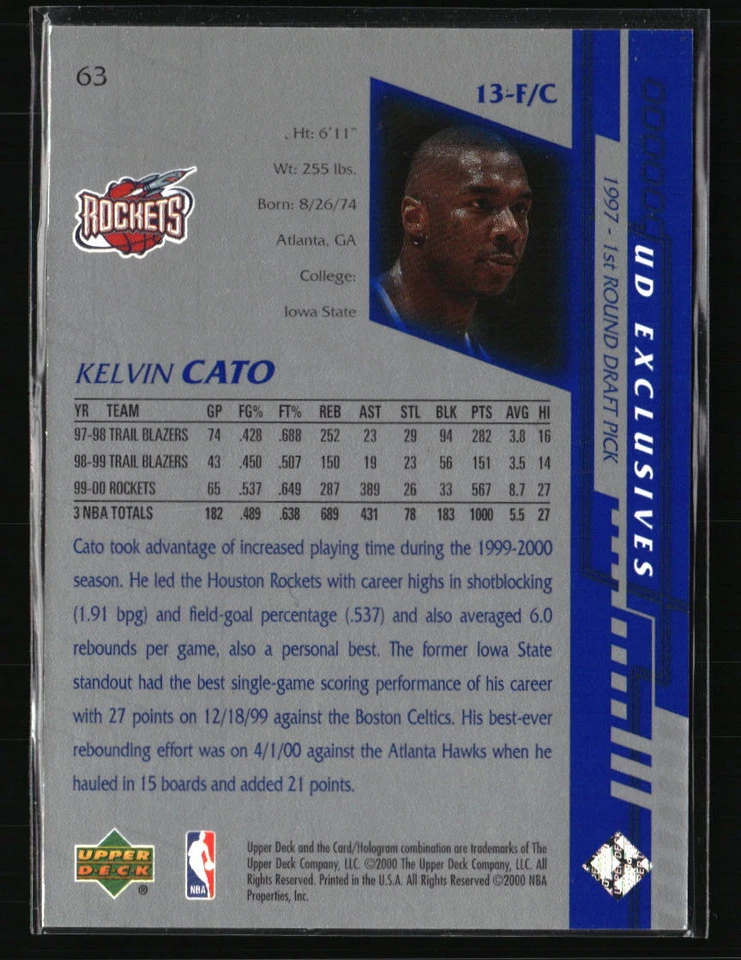 63
13-F/C
Ht: 6'11"
Wt: 255 lbs.
Born: 8/26/74
Atlanta, GA
College:
Iowa State
ROCKETS
KELVIN CATO
UD EXCLUSIVES
1997 - 1st ROUND DRAFT PICK
YR TEAM GP FG% FT% REB AST STL BLK PTS AVG HI
97-98 TRAIL BLAZERS 74 .428 .688 252 23 29 94 282 3.8 16
98-99 TRAIL BLAZERS 43 .450 .507 150 19 23 56 151 3.5 14
99-00 ROCKETS 65 .537 .649 287 389 26 33 567 8.7 27
3 NBA TOTALS 182 .489 .638 689 431 78 183 1000 5.5 27
Cato took advantage of increased playing time during the 1999-2000
season. He led the Houston Rockets with career highs in shotblocking
(1.91 bpg) and field-goal percentage (.537) and also averaged 6.0
rebounds per game, also a personal best. The former Iowa State
standout had the best single-game scoring performance of his career
with 27 points on 12/18/99 against the Boston Celtics. His best-ever
rebounding effort was on 4/1/00 against the Atlanta Hawks when he
hauled in 15 boards and added 21 points.
UPPER
DECK
®
NBA
Upper Deck and the Card/Hologram combination are trademarks of The
Upper Deck Company, LLC. ©2000 The Upper Deck Company, LLC. All
Rights Reserved. Printed in the U.S.A. All Rights Reserved ©2000 NBA
Properties, Inc.